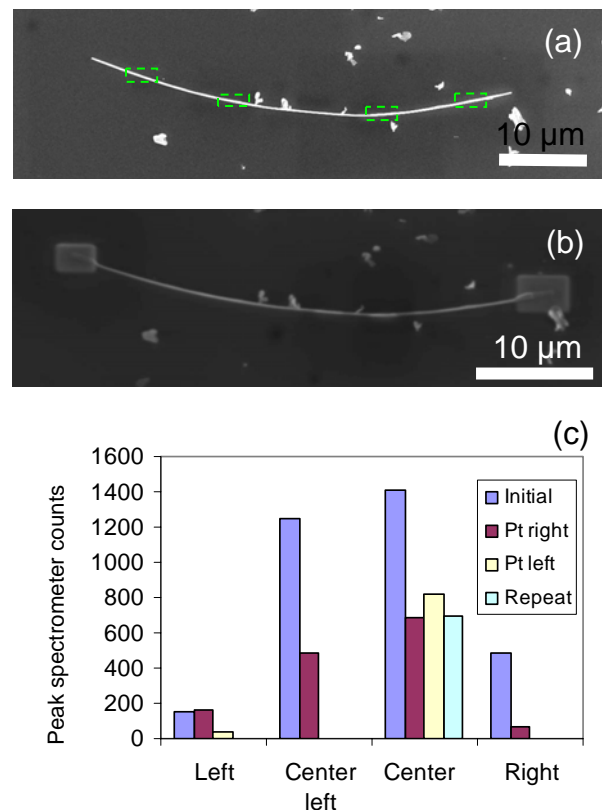 (a)
10 µm
(b)
10 µm
(c)
Peak spectrometer counts
1600
1400
1200
1000
800
600
400
200
0
Initial
Pt right
Pt left
Repeat
Left
Center left
Center
Right